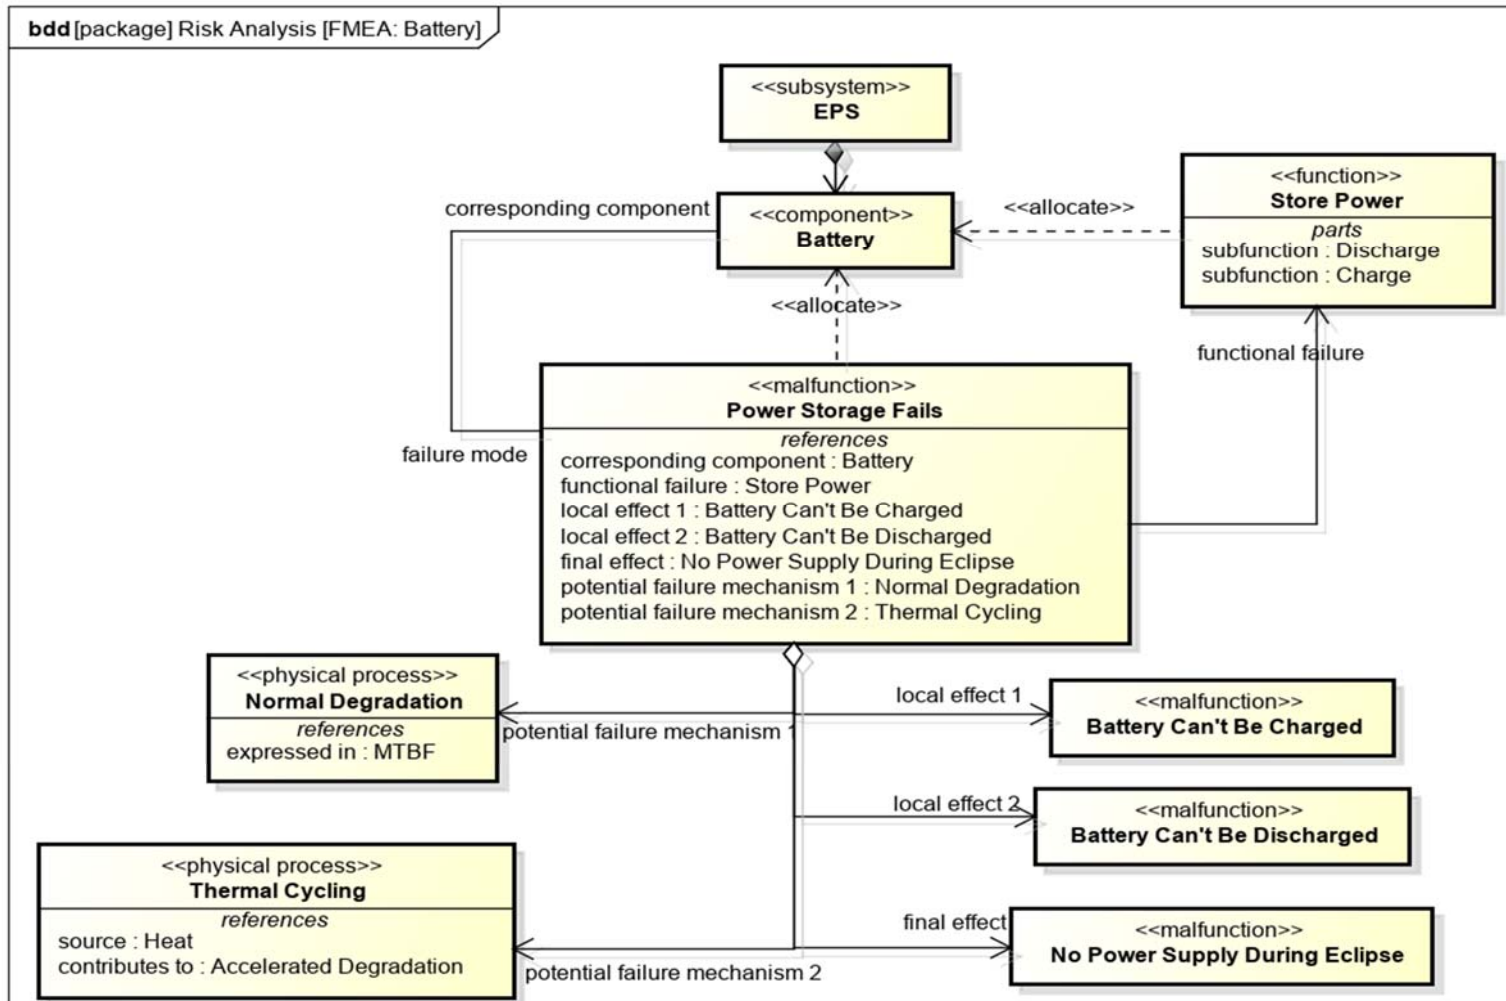 bdd [package] Risk Analysis [FMEA: Battery]
<<subsystem>>
EPS
corresponding component
<<component>>
Battery
<<allocate>>
<<function>>
Store Power
parts
subfunction : Discharge
subfunction : Charge
<<allocate>>
functional failure
failure mode
<<malfunction>>
Power Storage Fails
references
corresponding component : Battery
functional failure : Store Power
local effect 1 : Battery Can't Be Charged
local effect 2 : Battery Can't Be Discharged
final effect : No Power Supply During Eclipse
potential failure mechanism 1 : Normal Degradation
potential failure mechanism 2 : Thermal Cycling
<<physical process>>
Normal Degradation
references
expressed in : MTBF
potential failure mechanism 1
local effect 1
<<malfunction>>
Battery Can't Be Charged
local effect 2
<<malfunction>>
Battery Can't Be Discharged
<<physical process>>
Thermal Cycling
references
source : Heat
contributes to : Accelerated Degradation
potential failure mechanism 2
final effect
<<malfunction>>
No Power Supply During Eclipse